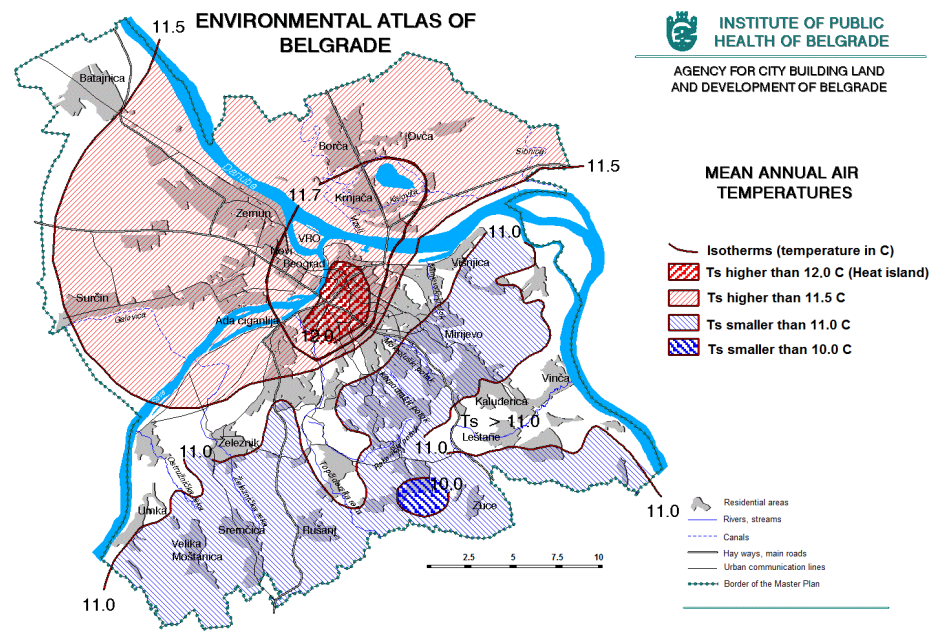 ENVIRONMENTAL ATLAS OF
BELGRADE
INSTITUTE OF PUBLIC
HEALTH OF BELGRADE
AGENCY FOR CITY BUILDING LAND
AND DEVELOPMENT OF BELGRADE
MEAN ANNUAL AIR
TEMPERATURES
Isotherms (temperature in C)
Ts higher than 12.0 C (Heat island)
Ts higher than 11.5 C
Ts smaller than 11.0 C
Ts smaller than 10.0 C
11.5
Batajnica
Borča
Ovča
Sibnica
11.5
Danube
11.7
Krnjača
Kalovita
Vizelj
Zemun
VRO
Novi
Beograd
11.0
Višnjica
Surčin
Galovica
Ada ciganlija
12.0
Mirijevo
Vinča
Kaluđerica
Ts > 11.0
Leštane
Železnik
11.0
11.0
10.0
Zuce
Umka
Sremčica
Rušanj
Velika
Moštanica
11.0
11.0
2.5 5 7.5 10
Residential areas
Rivers, streams
Canals
Hay ways, main roads
Urban communication lines
Border of the Master Plan